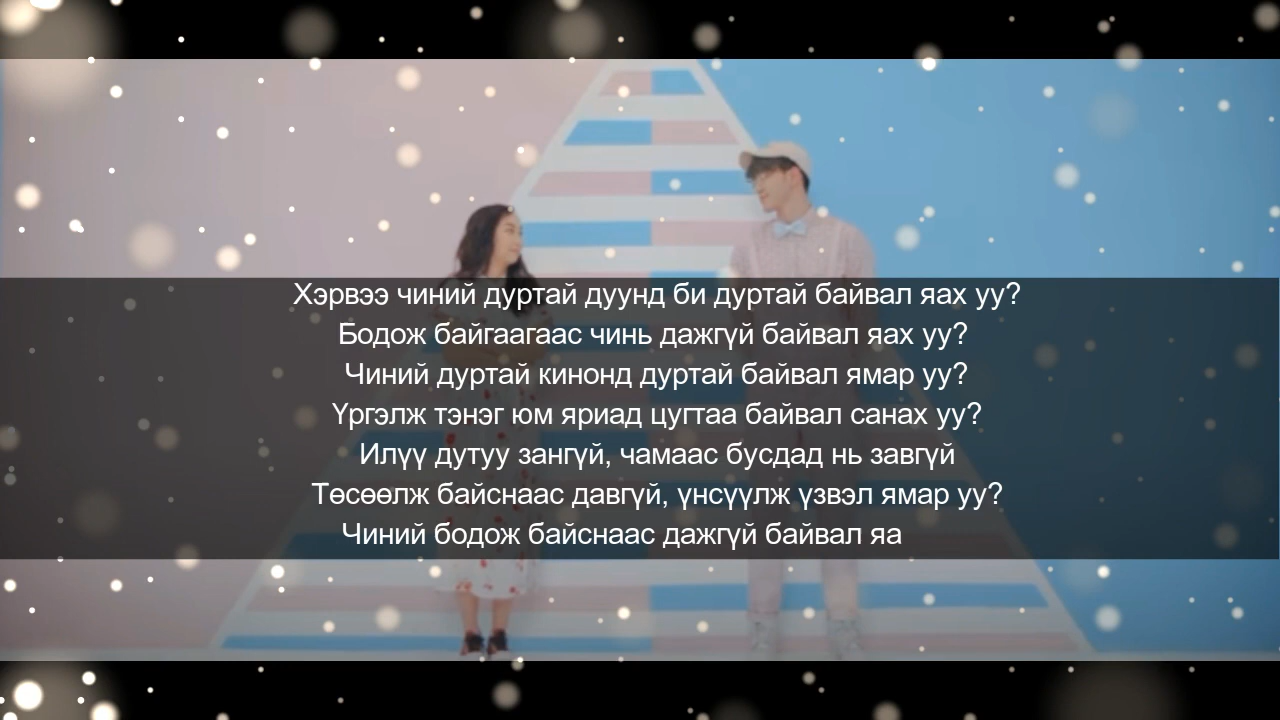 Хэрвээ чиний дуртай дуунд би дуртай байвал яах уу?
Бодож байгаагаас чинь дажгүй байвал яах уу?
Чиний дуртай кинонд дуртай байвал ямар уу?
Үргэлж тэнэг юм яриад цугтаа байвал санах уу?
Илүү дутуу зангүй, чамаас бусдад нь завгүй
Төсөөлж байснаас давгүй, үнсүүлж үзвэл ямар уу?
Чиний бодож байснаас дажгүй байвал яа